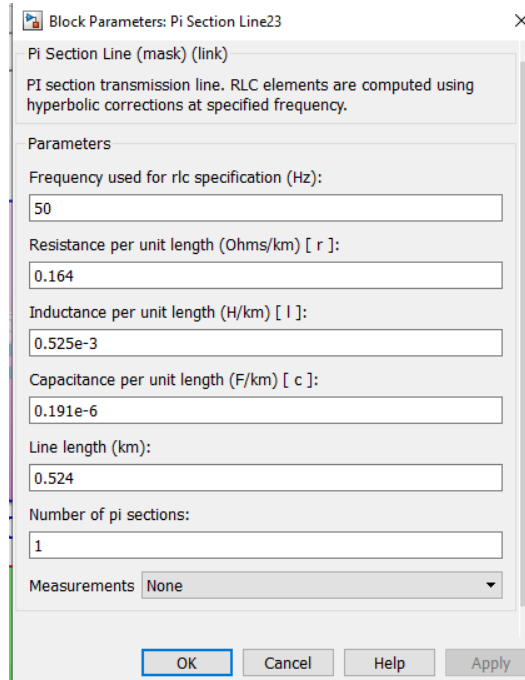 Block Parameters: Pi Section Line23
Pi Section Line (mask) (link)
PI section transmission line. RLC elements are computed using
hyperbolic corrections at specified frequency.
Parameters
Frequency used for rlc specification (Hz):
50
Resistance per unit length (Ohms/km) [ r ]:
0.164
Inductance per unit length (H/km) [ l ]:
0.525e-3
Capacitance per unit length (F/km) [ c ]:
0.191e-6
Line length (km):
0.524
Number of pi sections:
1
Measurements None
OK Cancel Help Apply